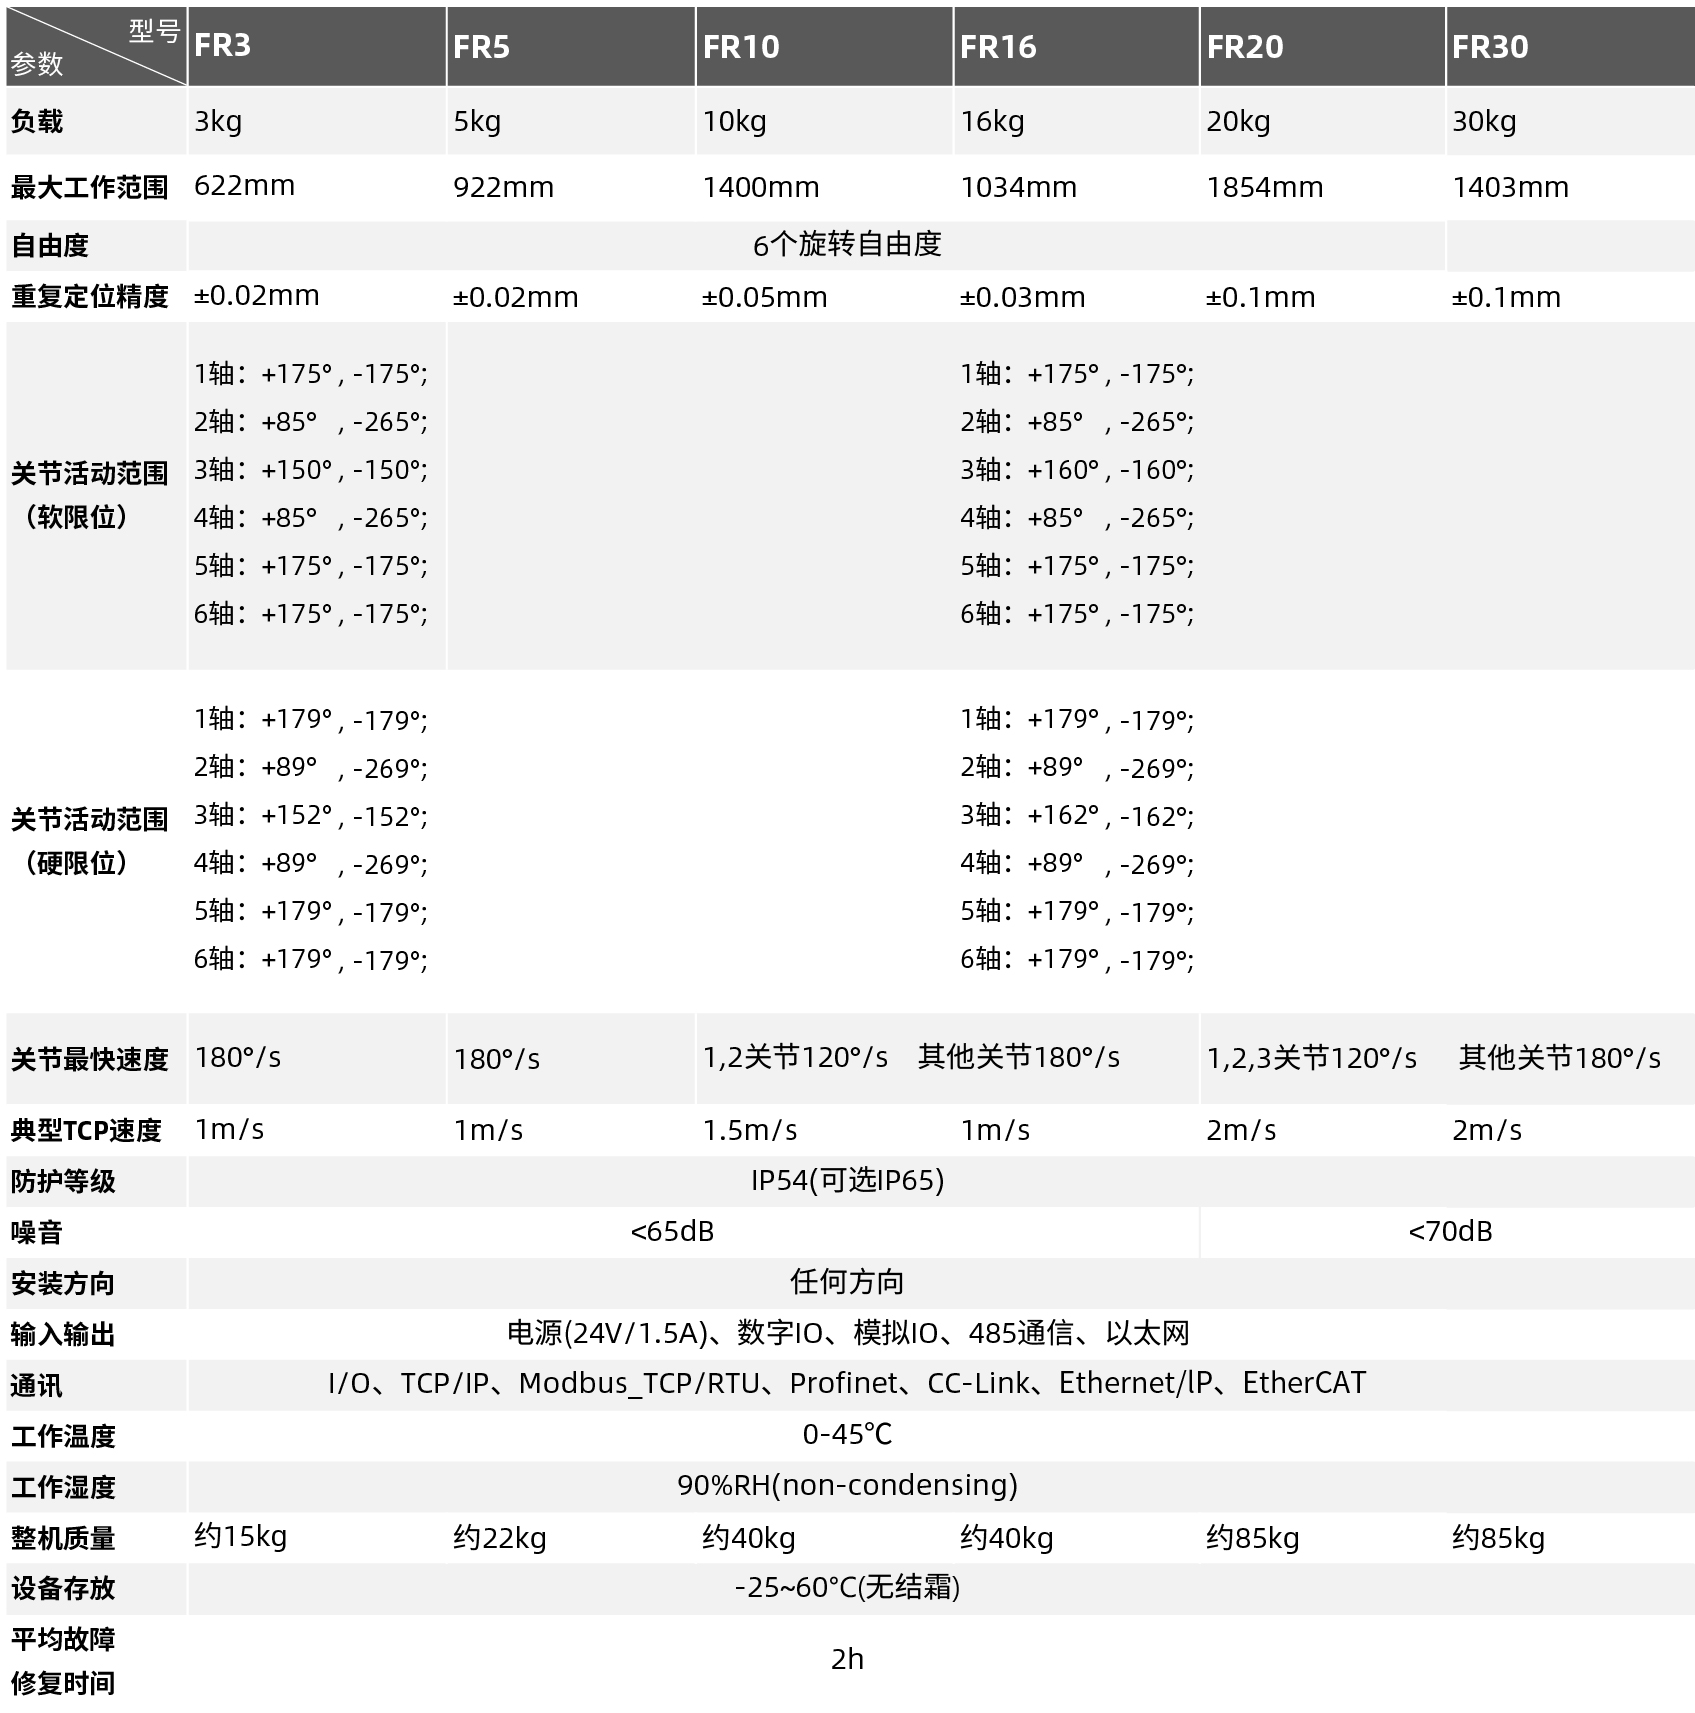 型号
参数
FR3 FR5 FR10 FR16 FR20 FR30
负载 3kg 5kg 10kg 16kg 20kg 30kg
最大工作范围 622mm 922mm 1400mm 1034mm 1854mm 1403mm
自由度 6个旋转自由度
重复定位精度 ±0.02mm ±0.02mm ±0.05mm ±0.03mm ±0.1mm ±0.1mm
关节活动范围
（软限位）
1轴：+175°, -175°;
2轴：+85° , -265°;
3轴：+150°, -150°;
4轴：+85° , -265°;
5轴：+175°, -175°;
6轴：+175°, -175°;
1轴：+175°, -175°;
2轴：+85° , -265°;
3轴：+160°, -160°;
4轴：+85° , -265°;
5轴：+175°, -175°;
6轴：+175°, -175°;
关节活动范围
（硬限位）
1轴：+179°, -179°;
2轴：+89° , -269°;
3轴：+152°, -152°;
4轴：+89° , -269°;
5轴：+179°, -179°;
6轴：+179°, -179°;
1轴：+179°, -179°;
2轴：+89° , -269°;
3轴：+162°, -162°;
4轴：+89° , -269°;
5轴：+179°, -179°;
6轴：+179°, -179°;
关节最快速度 180°/s 180°/s 1,2关节120°/s 其他关节180°/s 1,2,3关节120°/s 其他关节180°/s
典型TCP速度 1m/s 1m/s 1.5m/s 1m/s 2m/s 2m/s
防护等级 IP54(可选IP65)
噪音 <65dB <70dB
安装方向 任何方向
输入输出 电源(24V/1.5A)、数字IO、模拟IO、485通信、以太网
通讯 I/O、TCP/IP、Modbus_TCP/RTU、Profinet、CC-Link、Ethernet/lP、EtherCAT
工作温度 0-45℃
工作湿度 90%RH(non-condensing)
整机质量 约15kg 约22kg 约40kg 约40kg 约85kg 约85kg
设备存放 -25~60°C(无结霜)
平均故障
修复时间
2h